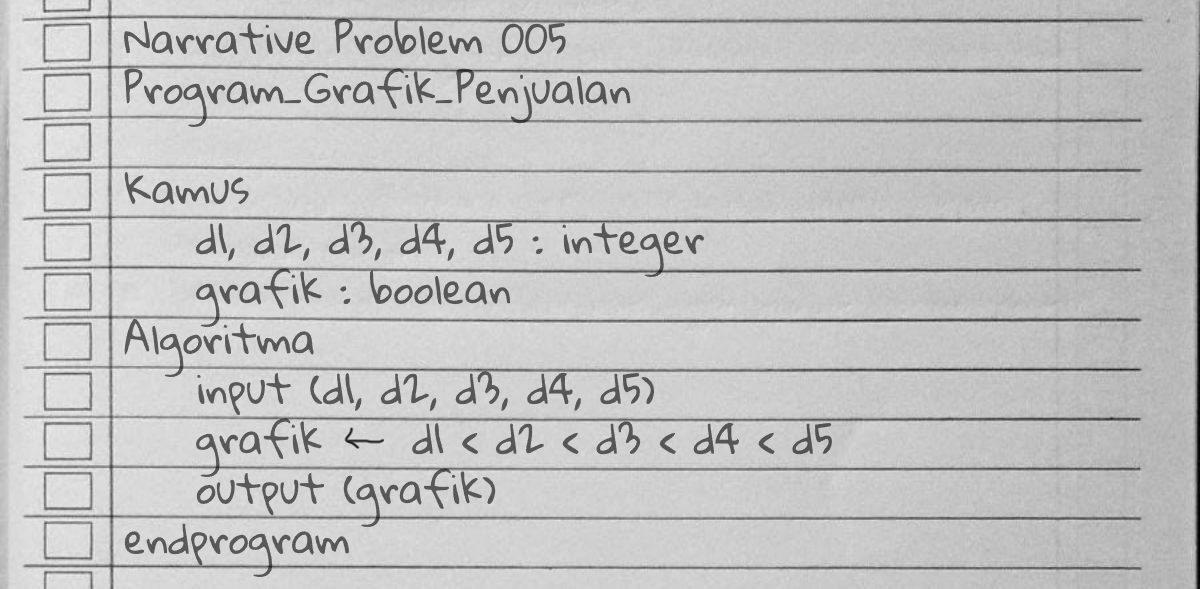 Narrative Problem 005
Program_Grafik_Penjualan
Kamus
d1, d2, d3, d4, d5 : integer
grafik : boolean
Algoritma
input (d1, d2, d3, d4, d5)
grafik ← d1 < d2 < d3 < d4 < d5
output (grafik)
endprogram